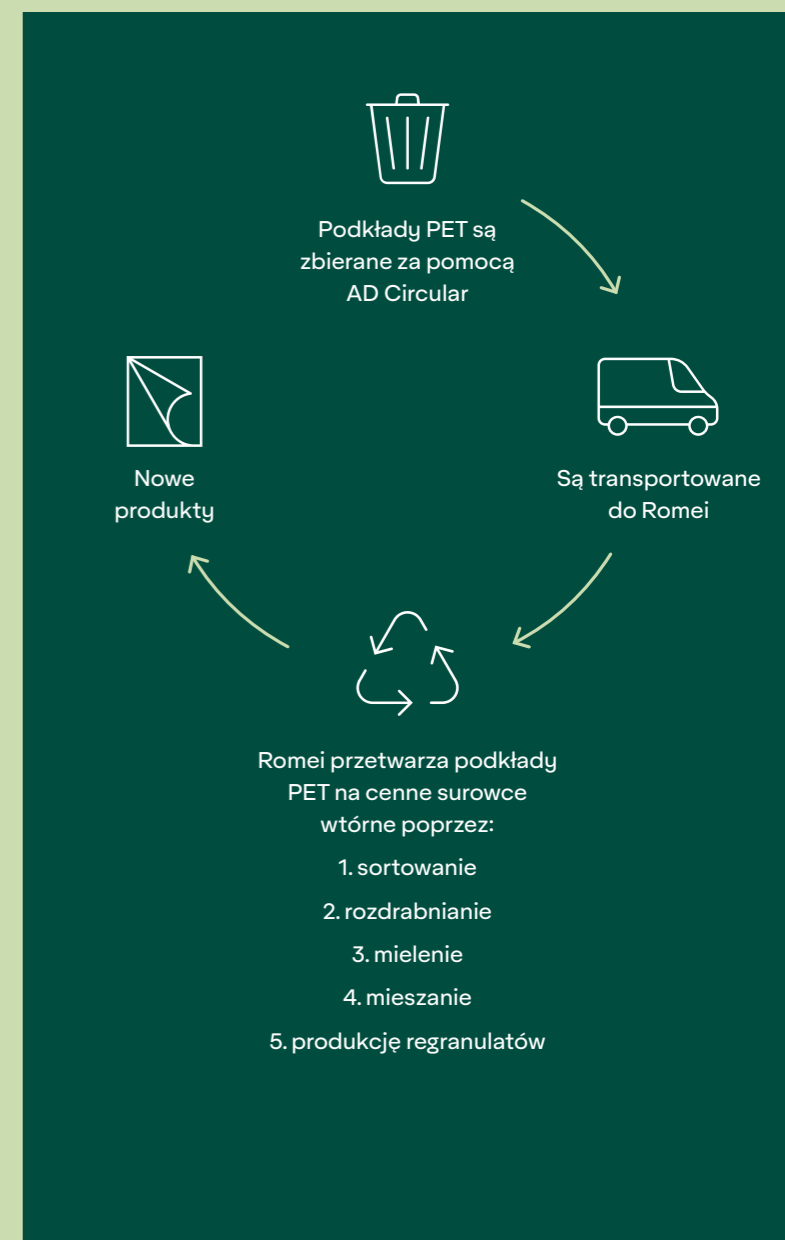 Podkłady PET są
zbierane za pomocą
AD Circular
Są transportowane
do Romei
Romei przetwarza podkłady
PET na cenne surowce
wtórne poprzez:
1. sortowanie
2. rozdrabnianie
3. mielenie
4. mieszanie
5. produkcję regranulatów
Nowe
produkty